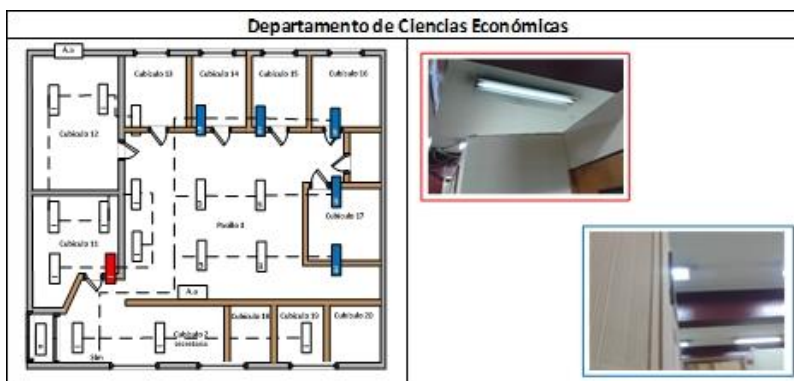 Departamento de Ciencias Económicas
A.a
Cubículo 13
Cubículo 14
Cubículo 15
Cubículo 16
Cubículo 12
Cubículo 17
Pasillo 1
Cubículo 11
A.a
Cubículo 2
secretaria
Cubículo 18
Cubículo 19
Cubículo 20